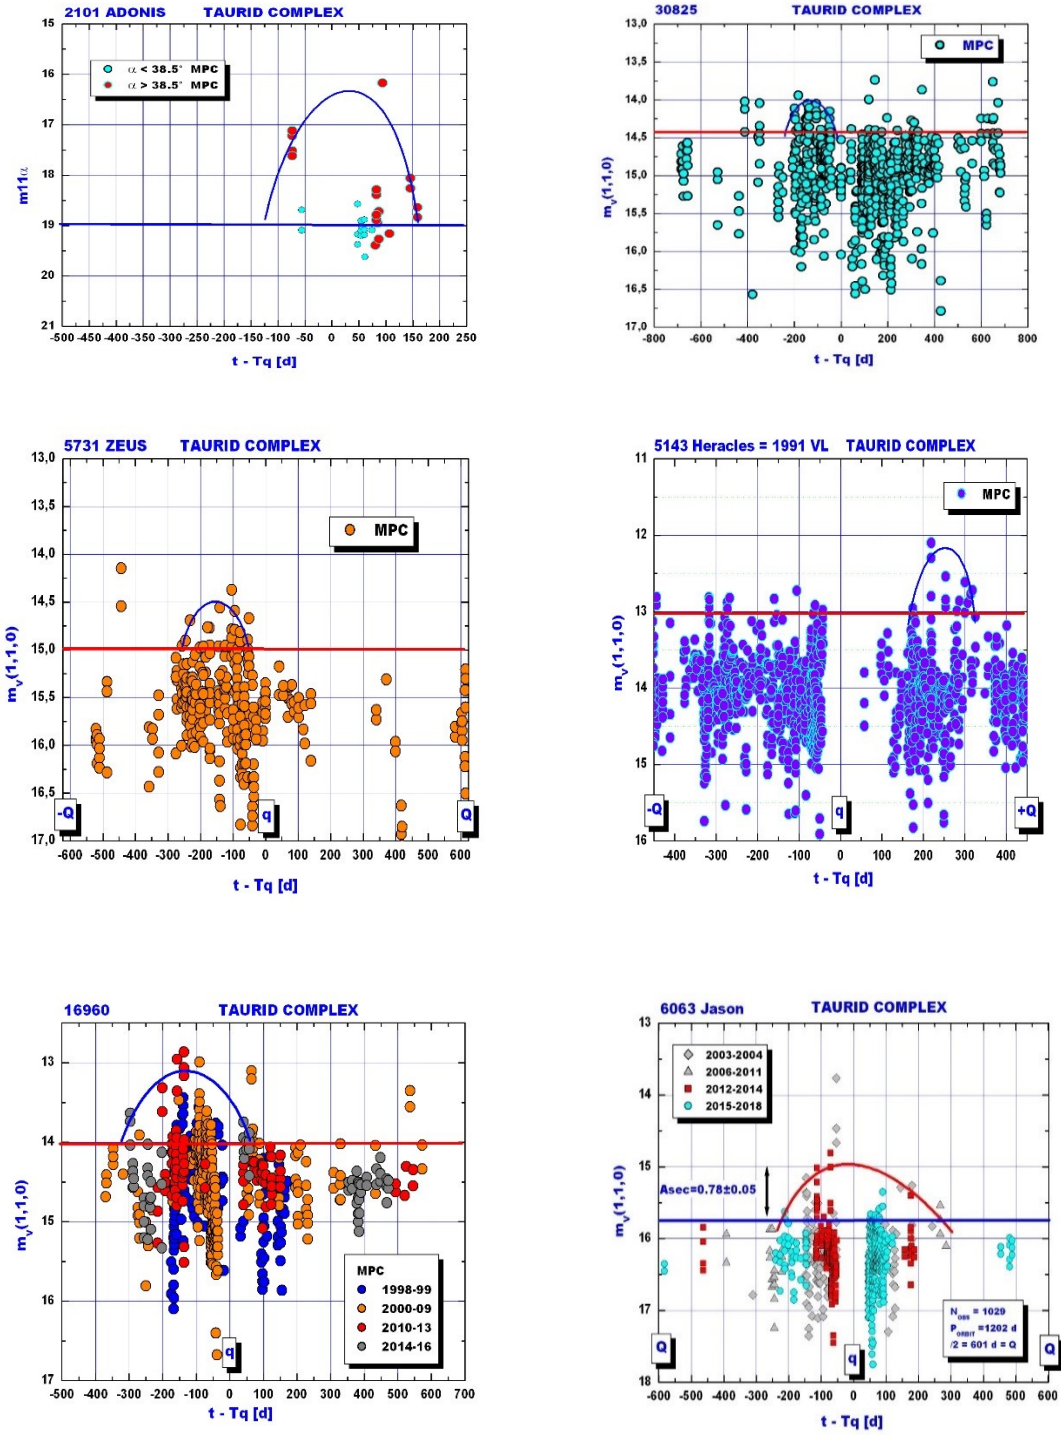 2101 ADONIS TAURID COMPLEX
15
16
17
18
19
20
21
m11α
α < 38.5° MPC
α > 38.5° MPC
-500 -450 -400 -350 -300 -250 -200 -150 -100 -50 0 50 100 150 200 250
t - Tq [d]
30825 TAURID COMPLEX
13,0
13,5
14,0
14,5
15,0
15,5
16,0
16,5
17,0
mv(1,1,0)
MPC
-800 -600 -400 -200 0 200 400 600 800
t - Tq [d]
5731 ZEUS TAURID COMPLEX
13,0
13,5
14,0
14,5
15,0
15,5
16,0
16,5
17,0
mv(1,1,0)
MPC
-Q q Q
-600 -500 -400 -300 -200 -100 0 100 200 300 400 500 600
t - Tq [d]
5143 Heracles = 1991 VL TAURID COMPLEX
11
12
13
14
15
16
mv(1,1,0)
MPC
-Q q +Q
-400 -300 -200 -100 0 100 200 300 400
t - Tq [d]
16960 TAURID COMPLEX
13
14
15
16
17
mv(1,1,0)
MPC
1998-99
2000-09
2010-13
2014-16
q
-500 -400 -300 -200 -100 0 100 200 300 400 500 600 700
t - Tq [d]
6063 Jason TAURID COMPLEX
13
14
15
16
17
18
mv(1,1,0)
2003-2004
2006-2011
2012-2014
2015-2018
Asec=0.78±0.05
NOBS = 1029
PORBIT =1202 d
/2 = 601 d = Q
Q q Q
-600 -500 -400 -300 -200 -100 0 100 200 300 400 500 600
t - Tq [d]